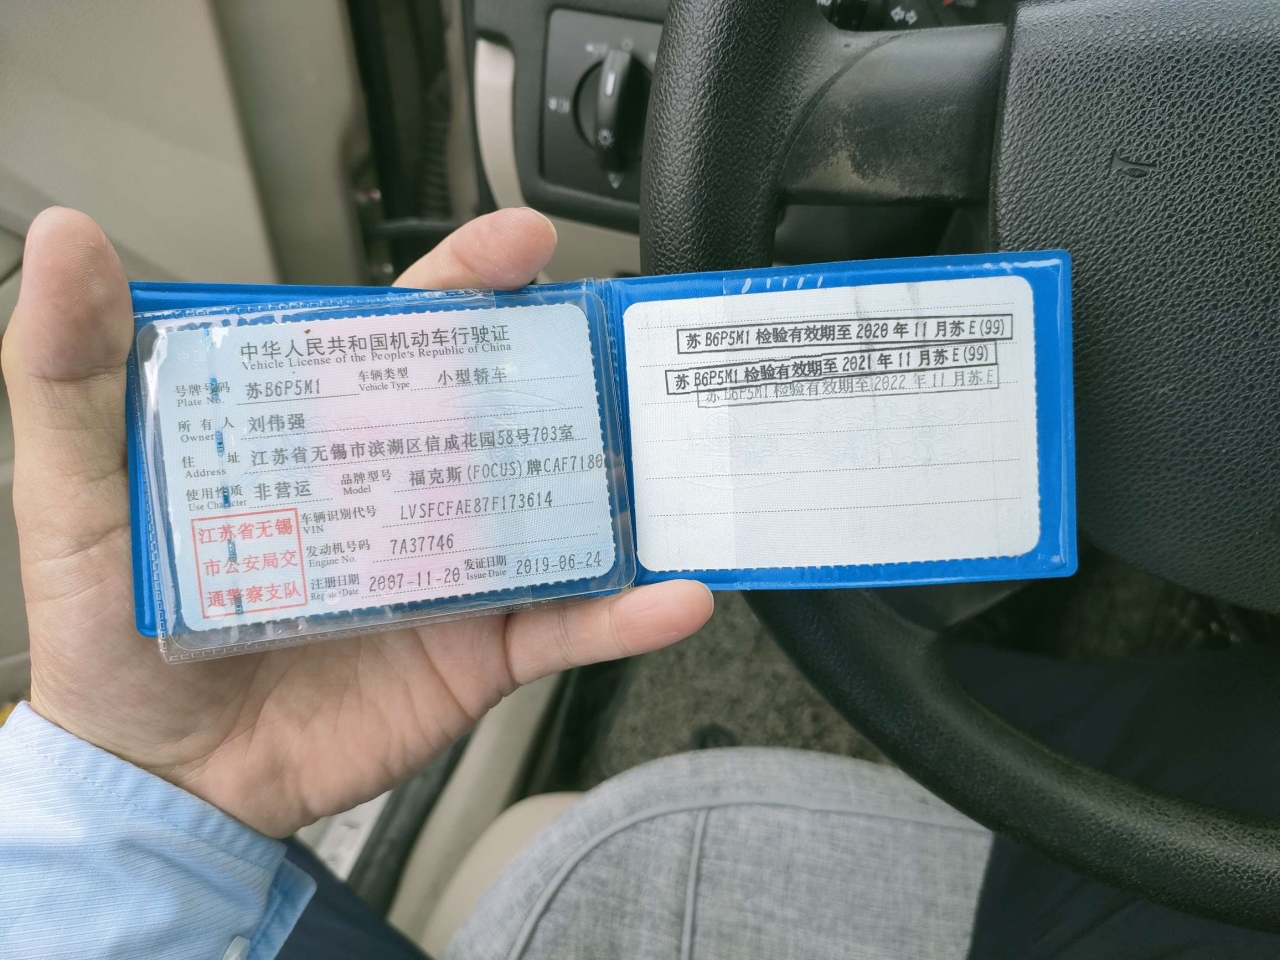 中华人民共和国机动车行驶证
Vehicle License of the People's Republic of China
号牌号码 苏B6P5M1 车辆类型 小型轿车
Plate No. Vehicle Type
所有人 刘伟强
Owner
住址 江苏省无锡市滨湖区信成花园58号703室
Address
使用性质 非营运 品牌型号 福克斯(FOCUS)牌CAF7180
Use Character Model
车辆识别代号 LVSFCFAE87F173614
VIN
发动机号码 7A37746
Engine No.
注册日期 2007-11-20 发证日期 2019-06-24
Register Date Issue Date
江苏省无锡
市公安局交
通警察支队
苏B6P5M1检验有效期至2020年11月苏E(99)
苏B6P5M1检验有效期至2021年11月苏E(99)
苏B6P5M1检验有效期至2022年11月苏E